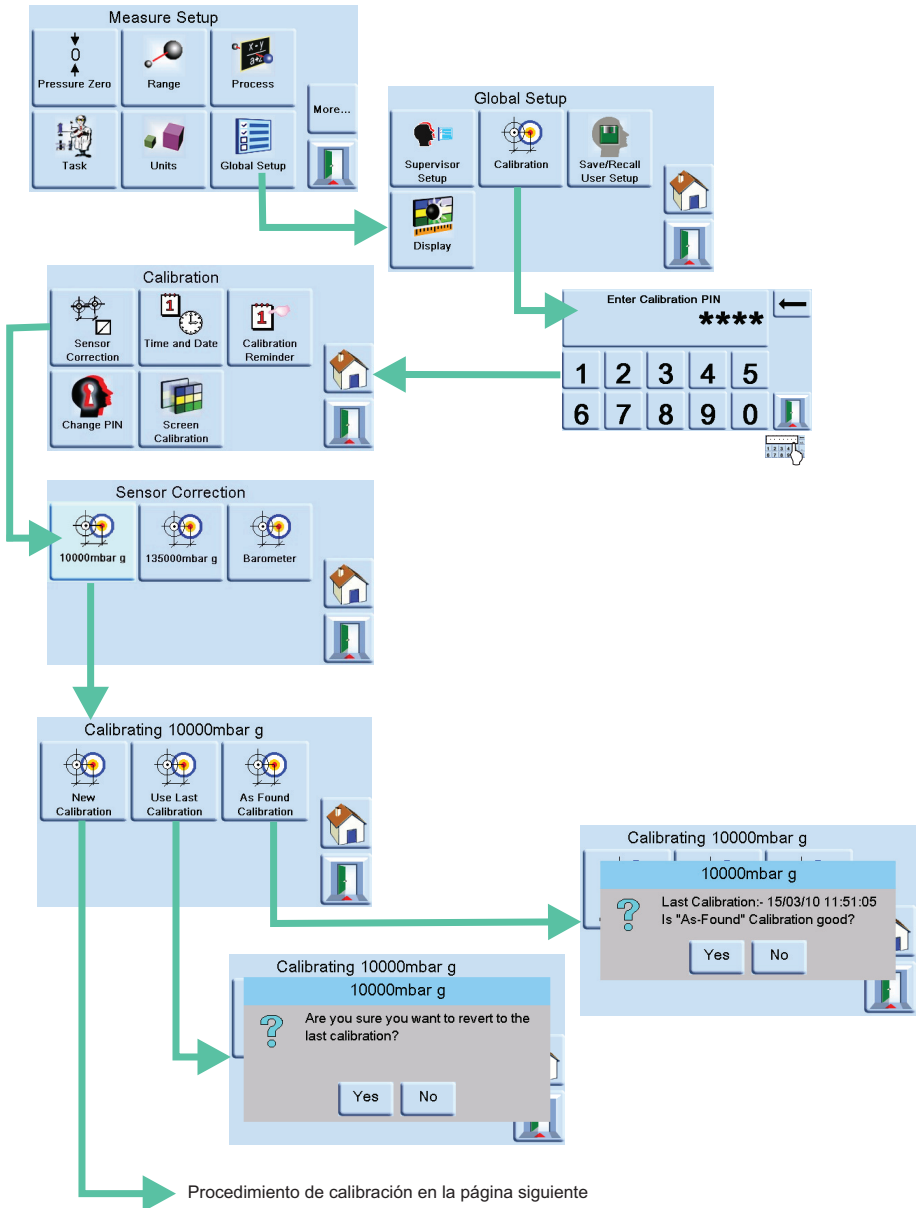 Measure Setup
0
Pressure Zero
Range
x-y
a+z
Process
More...
Task
Units
Global Setup
Global Setup
Supervisor
Setup
Calibration
Save/Recall
User Setup
Display
Calibration
Sensor
Correction
1
Time and Date
1
Calibration
Reminder
Change PIN
Screen
Calibration
Enter Calibration PIN
****
1 2 3 4 5
6 7 8 9 0
Sensor Correction
10000mbar g
135000mbar g
Barometer
Calibrating 10000mbar g
New
Calibration
Use Last
Calibration
As Found
Calibration
Calibrating 10000mbar g
10000mbar g
Last Calibration:- 15/03/10 11:51:05
Is "As-Found" Calibration good?
Yes
No
Calibrating 10000mbar g
10000mbar g
Are you sure you want to revert to the
last calibration?
Yes
No
Procedimiento de calibración en la página siguiente